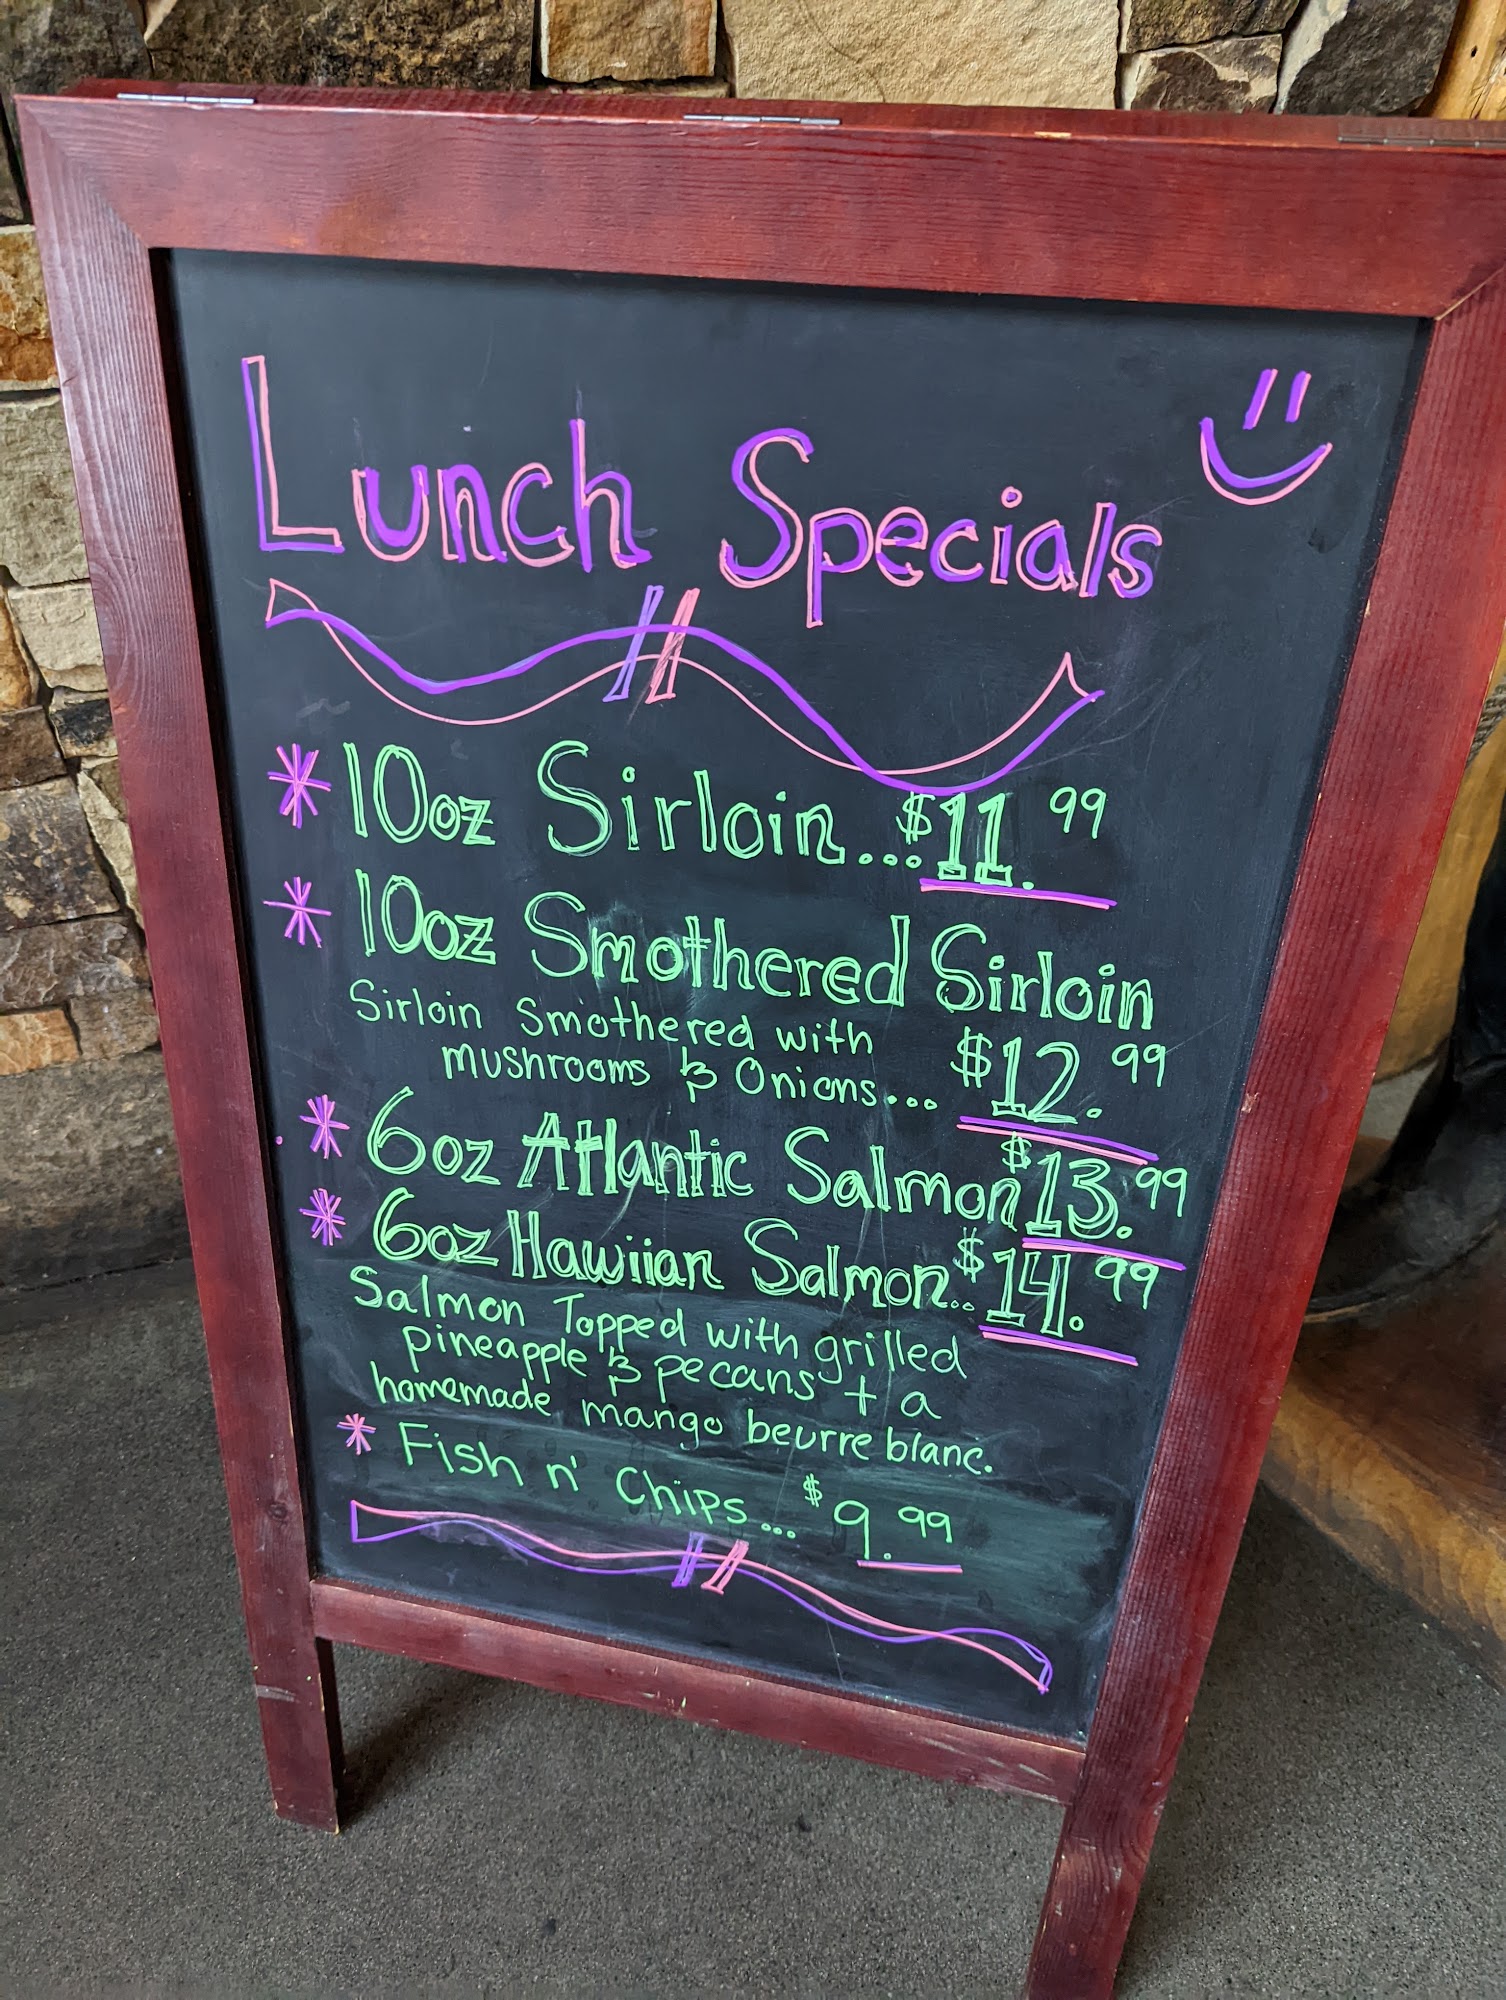 Lunch Specials
* 10oz Sirloin...$11.99
* 10oz Smothered Sirloin
Sirloin Smothered with
mushrooms & Onions... $12.99
* 6oz Atlantic Salmon $13.99
* 6oz Hawiian Salmon... $14.99
Salmon Topped with grilled
pineapple & pecans + a
homemade mango beurre blanc.
* Fish n' Chips... $9.99